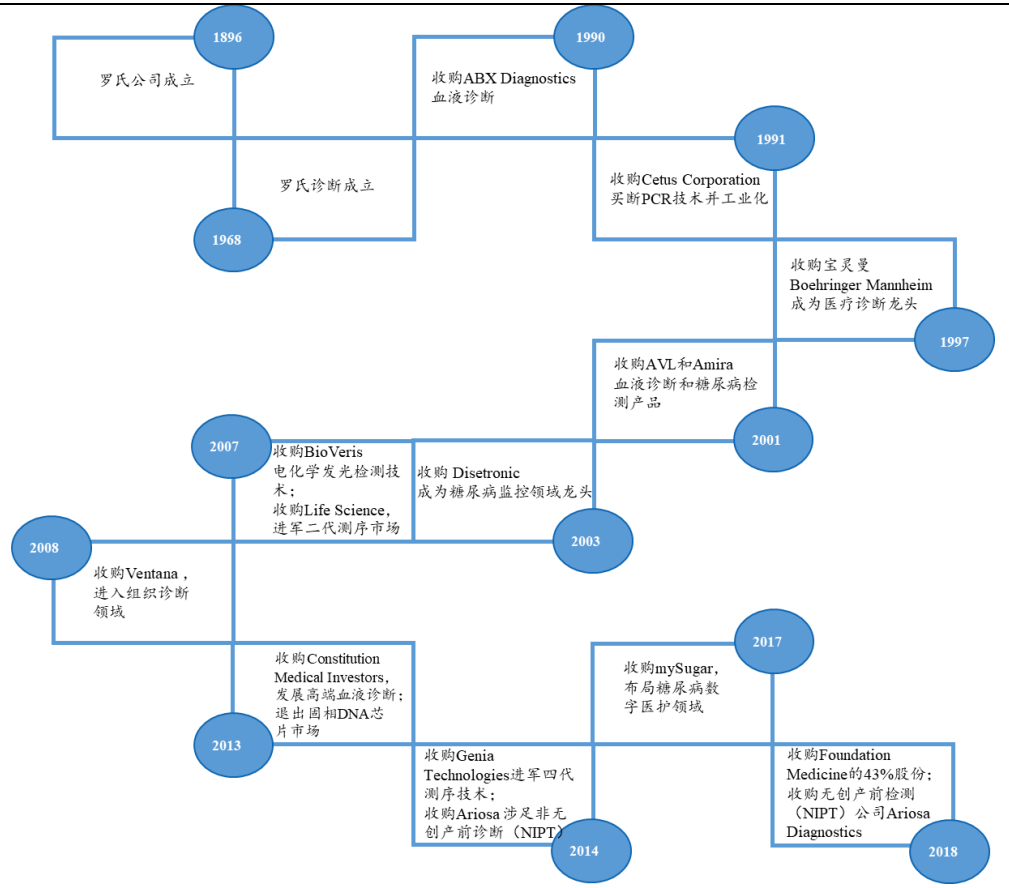 1896
罗氏公司成立
1990
收购ABX Diagnostics
血液诊断
1968
罗氏诊断成立
1991
收购Cetus Corporation
买断PCR技术并工业化
收购宝灵曼
Boehringer Mannheim
成为医疗诊断龙头
1997
收购AVL和Amira
血液诊断和糖尿病检
测产品
2001
2007
收购BioVeris
电化学发光检测技
术；
收购Life Science，
进军二代测序市场
收购 Disetronic
成为糖尿病监控领域龙头
2003
2008
收购Ventana ，
进入组织诊断
领域
收购Constitution
Medical Investors，
发展高端血液诊断；
退出固相DNA芯
片市场
2013
收购Genia
Technologies进军四代
测序技术；
收购Ariosa 涉足非无
创产前诊断（NIPT）
2014
2017
收购mySugar，
布局糖尿病数
字医护领域
收购Foundation
Medicine的43%股份；
收购无创产前检测
（NIPT）公司Ariosa
Diagnostics
2018